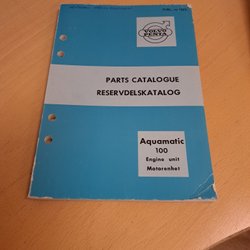 VOLVO
PENTA
PARTS CATALOGUE
RESERVDELSKATALOG
Aquamatic
100
Engine unit
Motorenhet